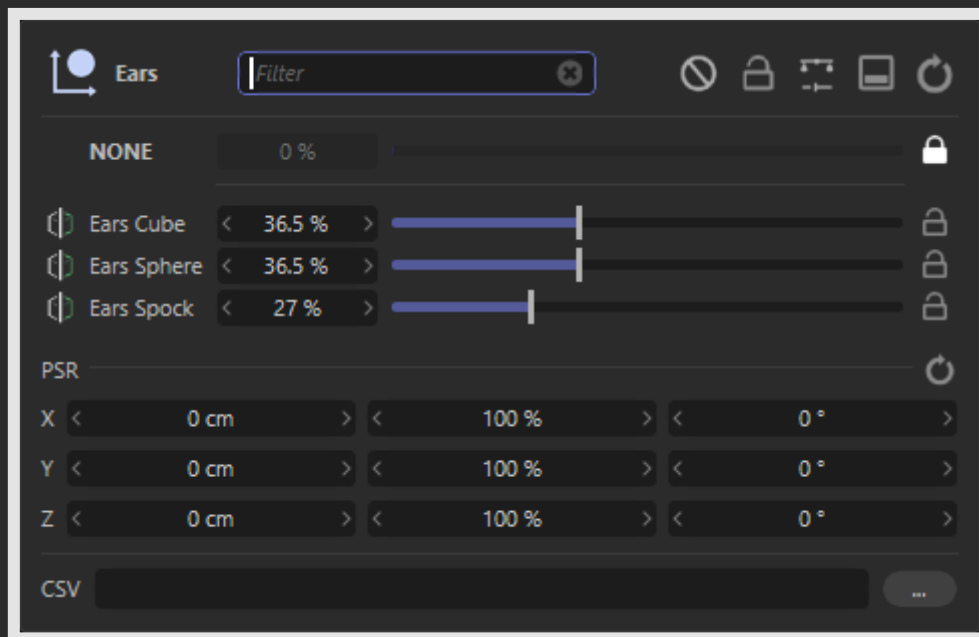 Ears Filter
NONE 0 %
Ears Cube < 36.5 % >
Ears Sphere < 36.5 % >
Ears Spock < 27 % >
PSR
X < 0 cm > < 100 % > < 0 ° >
Y < 0 cm > < 100 % > < 0 ° >
Z < 0 cm > < 100 % > < 0 ° >
CSV ...